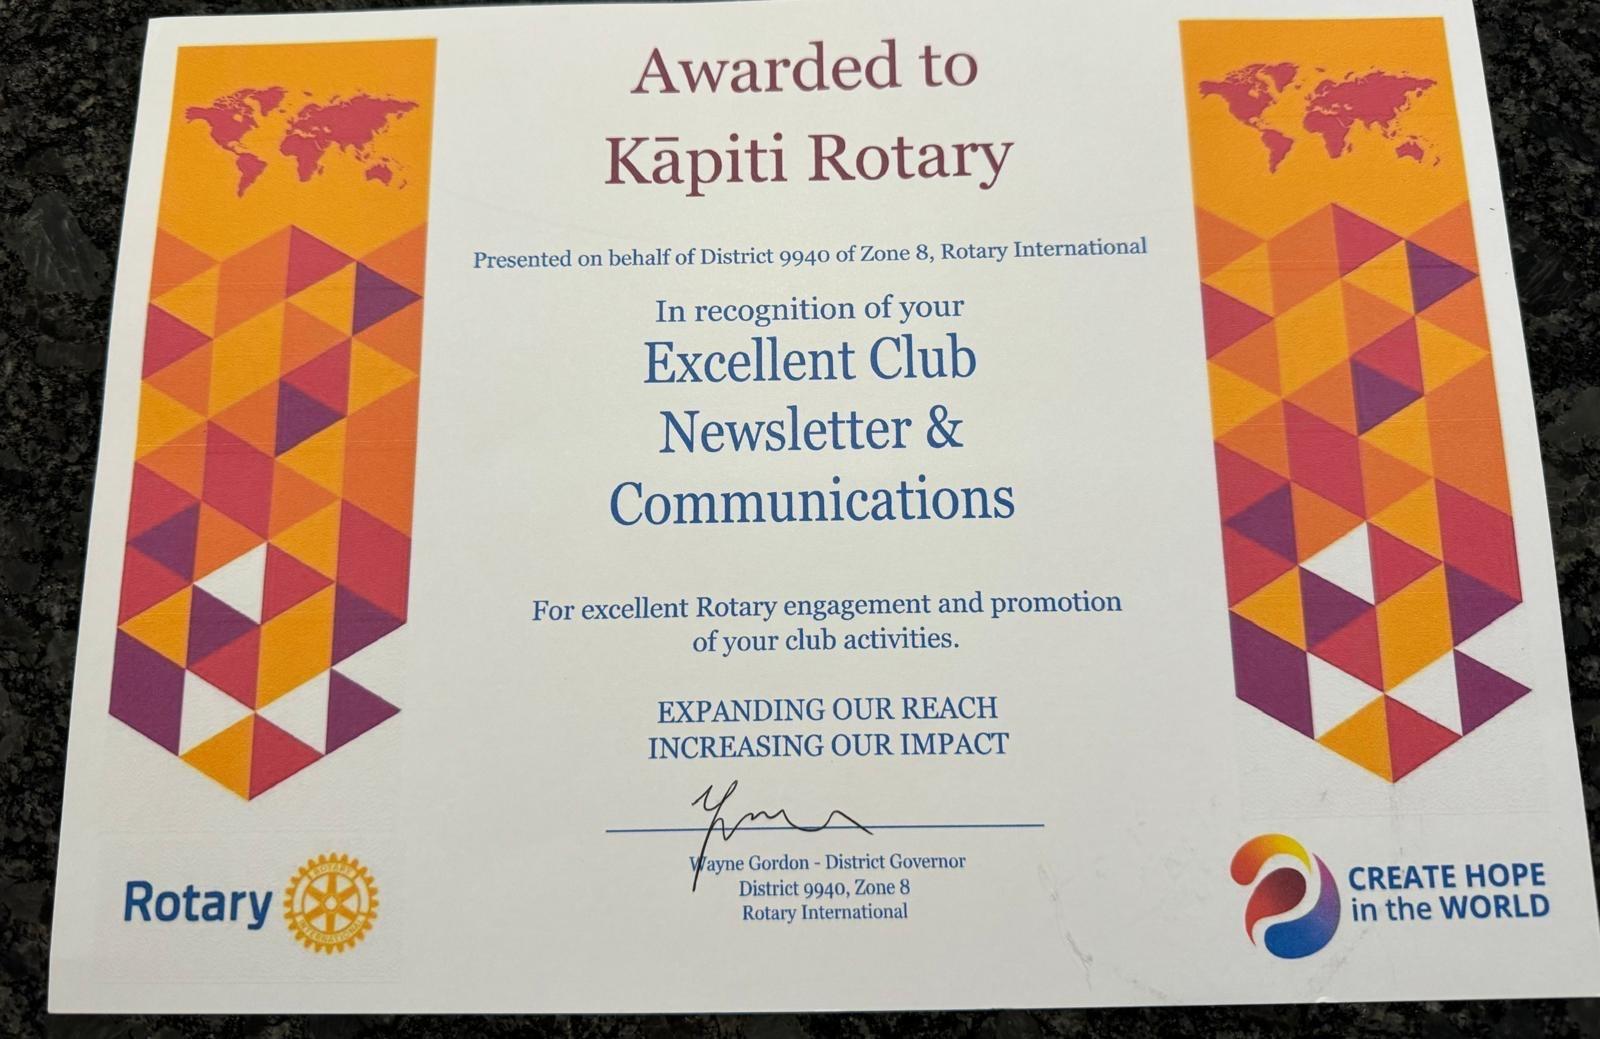 Awarded to
Kāpiti Rotary
Presented on behalf of District 9940 of Zone 8, Rotary International
In recognition of your
Excellent Club
Newsletter &
Communications
For excellent Rotary engagement and promotion
of your club activities.
EXPANDING OUR REACH
INCREASING OUR IMPACT
Wayne Gordon - District Governor
District 9940, Zone 8
Rotary International
Rotary
ROTARY
INTERNATIONAL
CREATE HOPE
in the WORLD